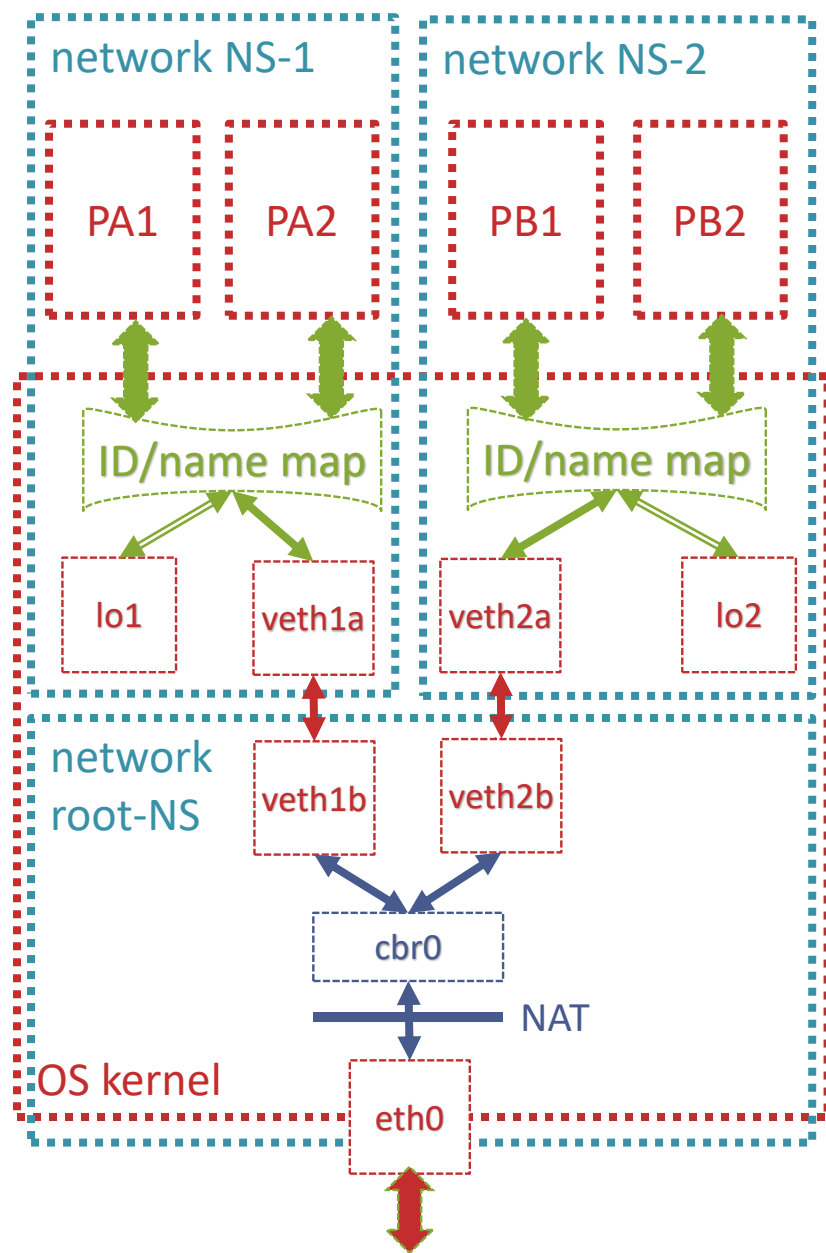 network NS-1
network NS-2
PA1
PA2
PB1
PB2
ID/name map
ID/name map
lo1
veth1a
veth2a
lo2
network
root-NS
veth1b
veth2b
cbr0
NAT
OS kernel
eth0